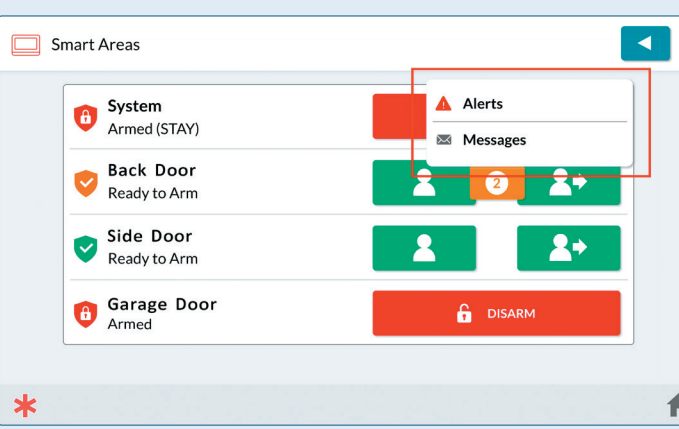 Smart Areas
System
Armed (STAY)
Alerts
Messages
Back Door
Ready to Arm
2
Side Door
Ready to Arm
Garage Door
Armed
DISARM